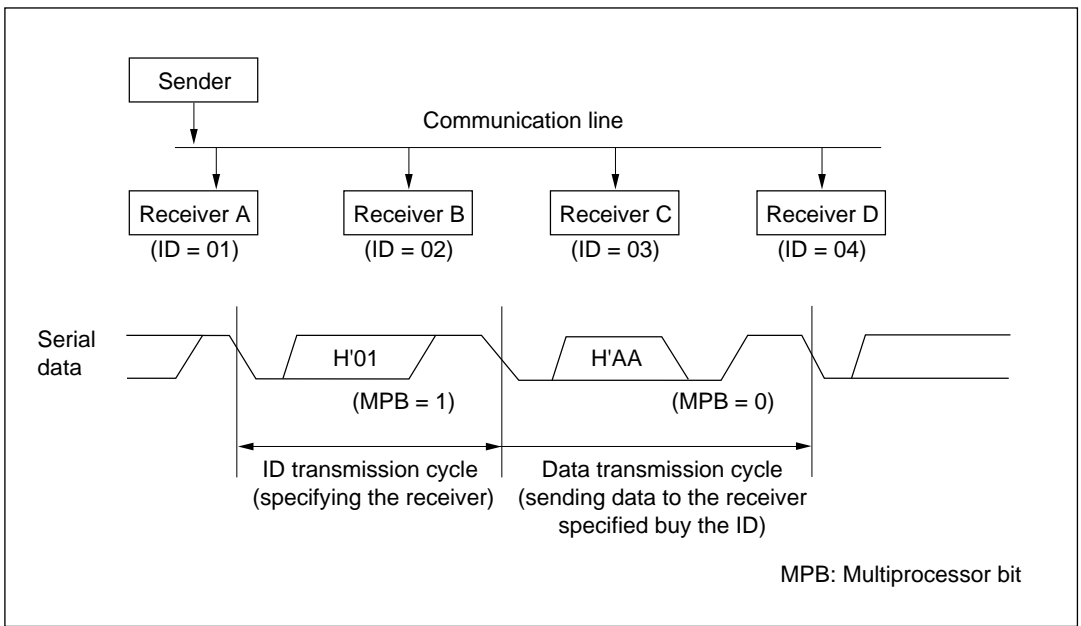 Sender
Communication line
Receiver A
Receiver B
Receiver C
Receiver D
(ID = 01)
(ID = 02)
(ID = 03)
(ID = 04)
Serial
data
H'01
H'AA
(MPB = 1)
(MPB = 0)
ID transmission cycle
(specifying the receiver)
Data transmission cycle
(sending data to the receiver
specified buy the ID)
MPB: Multiprocessor bit